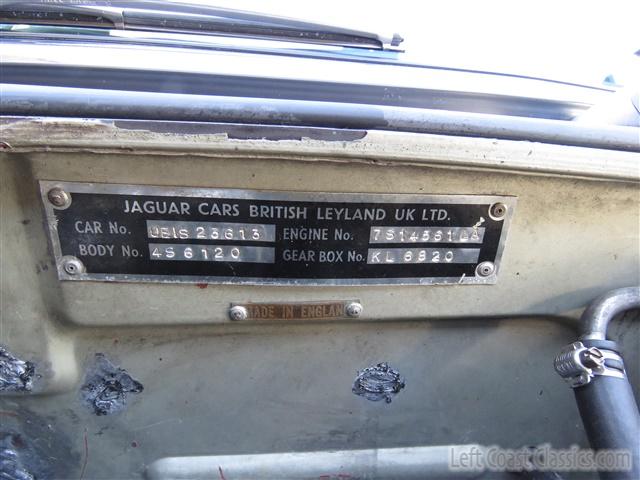 JAGUAR CARS BRITISH LEYLAND UK LTD.
CAR No. UE1S 23613 ENGINE No. 7S14561LA
BODY No. 4S 6120 GEAR BOX No. KL 6820
MADE IN ENGLAND
Left Coast Classics.com